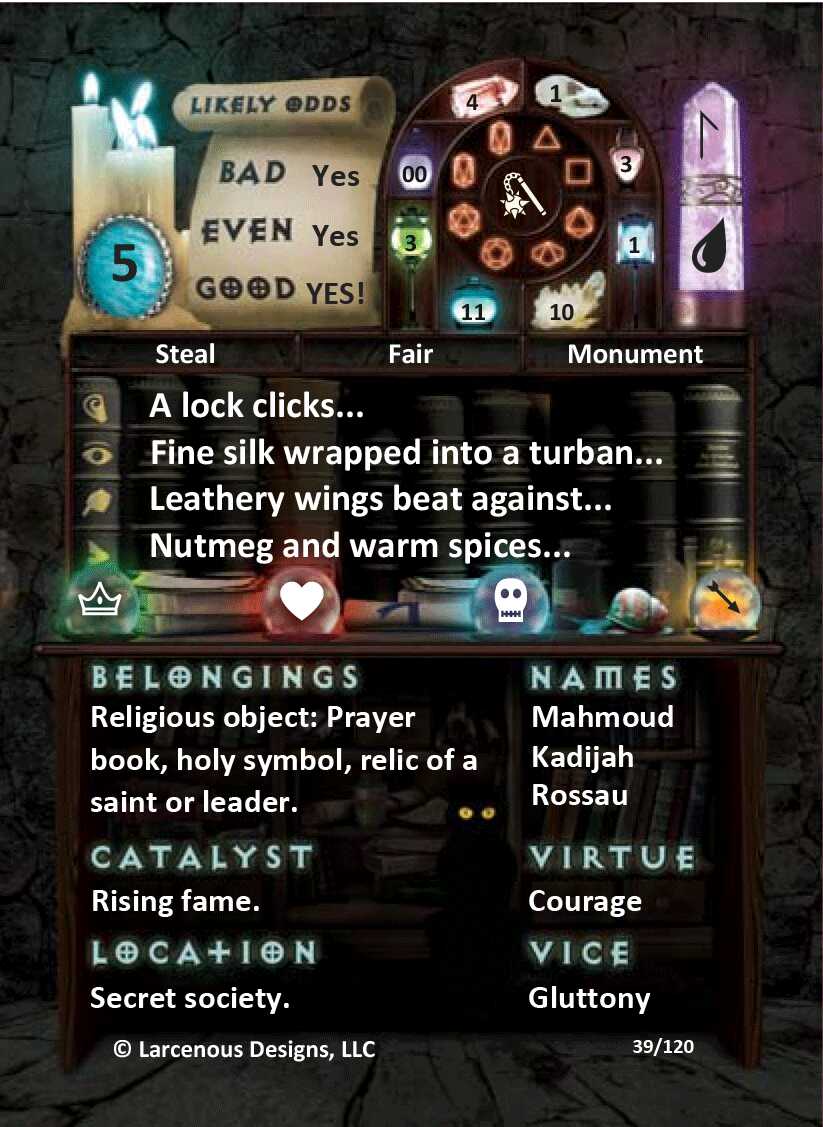 LIKELY ODDS
BAD Yes
EVEN Yes
GOOD YES!
5
4
1
00
3
3
1
11
10
ᛚ
Steal Fair Monument
A lock clicks...
Fine silk wrapped into a turban...
Leathery wings beat against...
Nutmeg and warm spices...
BELONGINGS
Religious object: Prayer
book, holy symbol, relic of a
saint or leader.
NAMES
Mahmoud
Kadijah
Rossau
CATALYST
Rising fame.
VIRTUE
Courage
LOCATION
Secret society.
VICE
Gluttony
© Larcenous Designs, LLC
39/120